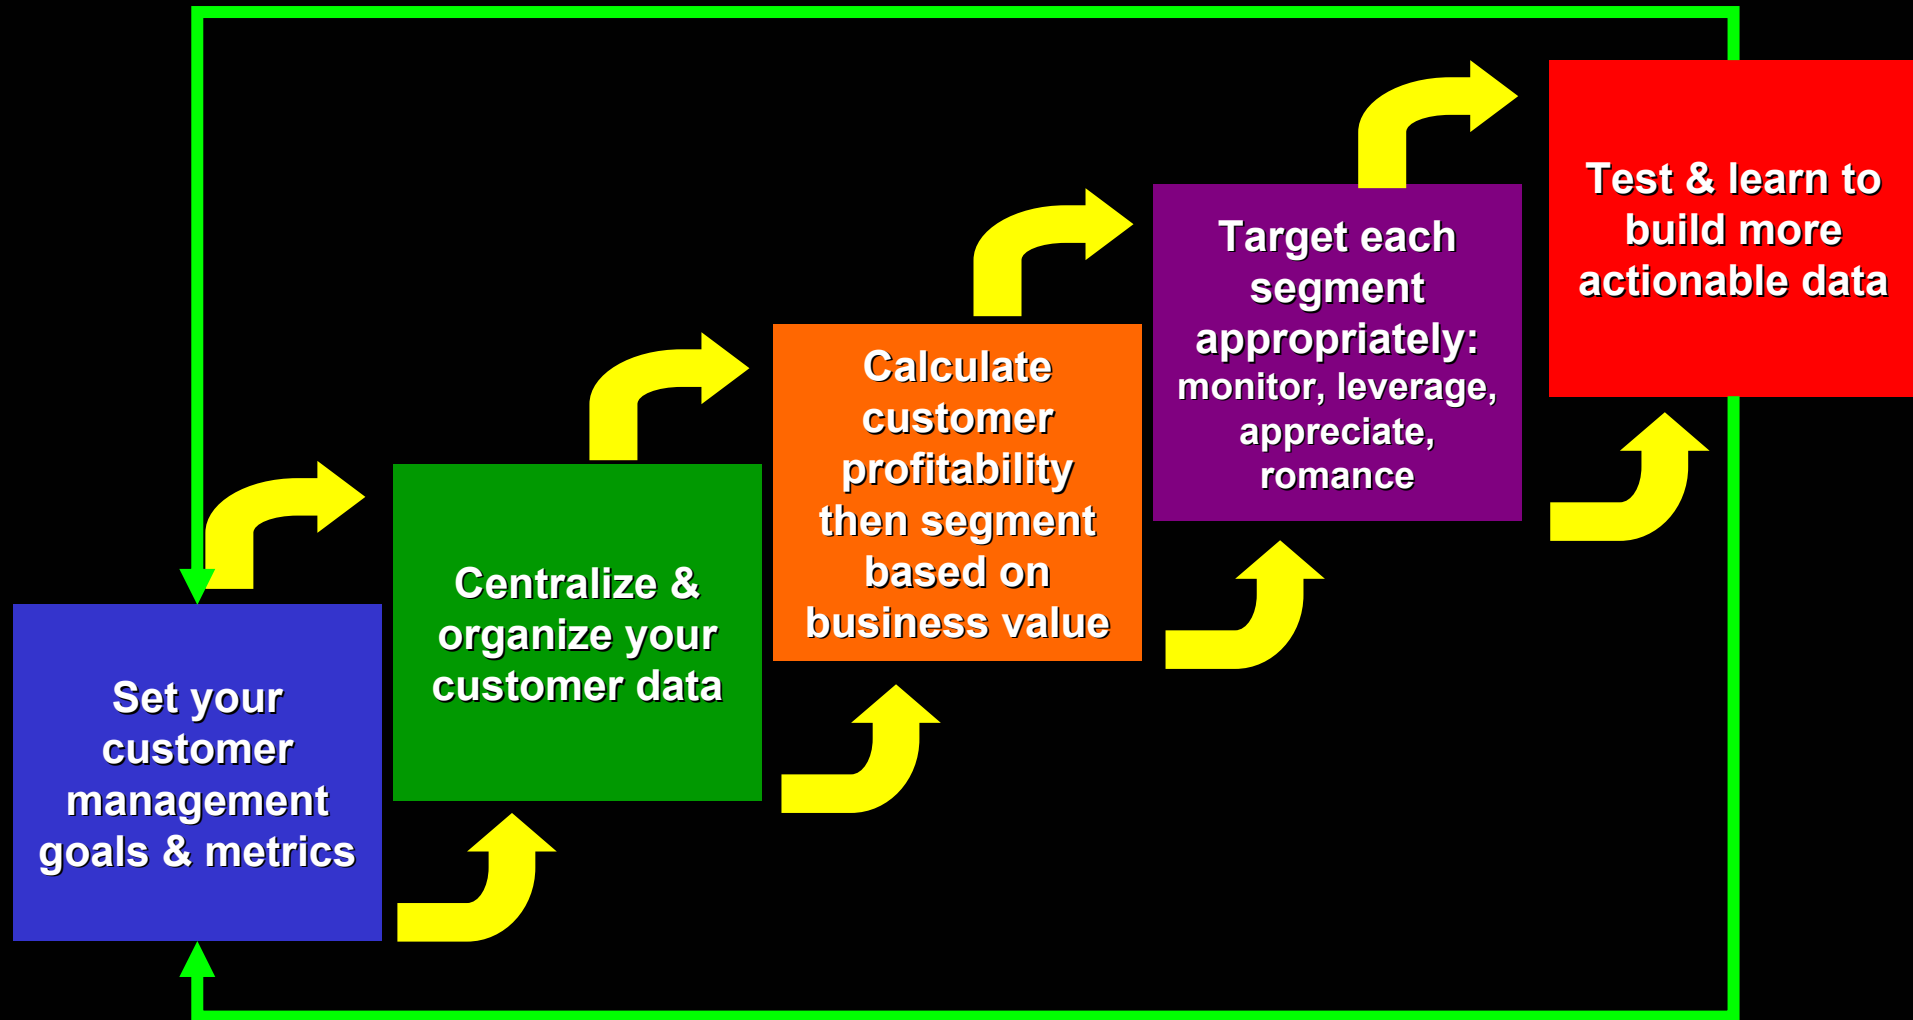 Set your
customer
management
goals & metrics
Centralize &
organize your
customer data
Calculate
customer
profitability
then segment
based on
business value
Target each
segment
appropriately:
monitor, leverage,
appreciate,
romance
Test & learn to
build more
actionable data